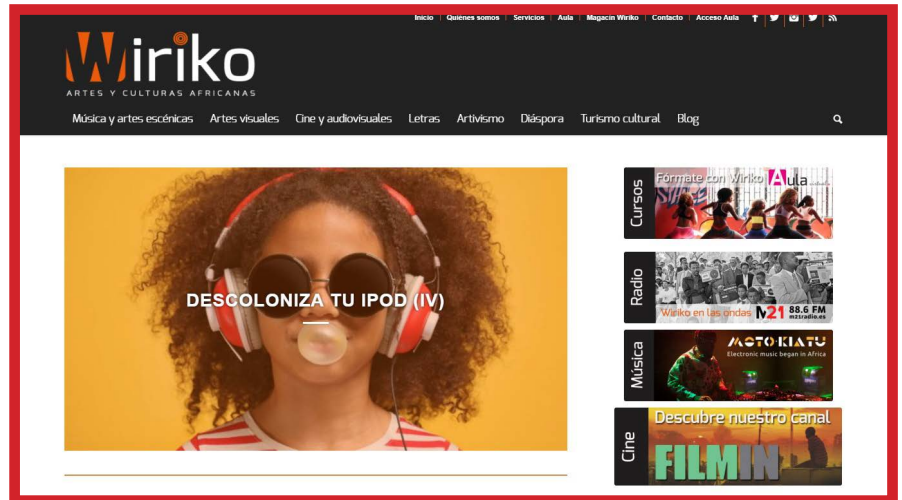 Inicio | Quiénes somos | Servicios | Aula | Magacín Wiriko | Contacto | Acceso Aula
Wiriko
ARTES Y CULTURAS AFRICANAS
Música y artes escénicas Artes visuales Cine y audiovisuales Letras Artivismo Diáspora Turismo cultural Blog
DESCOLONIZA TU IPOD (IV)
Cursos
Fórmate con Wiriko Aula
Radio
Wiriko en las ondas M21 88.6 FM
m21radio.es
Música
MOTO·KIATU
Electronic music began in Africa
Cine
Descubre nuestro canal
FILMIN